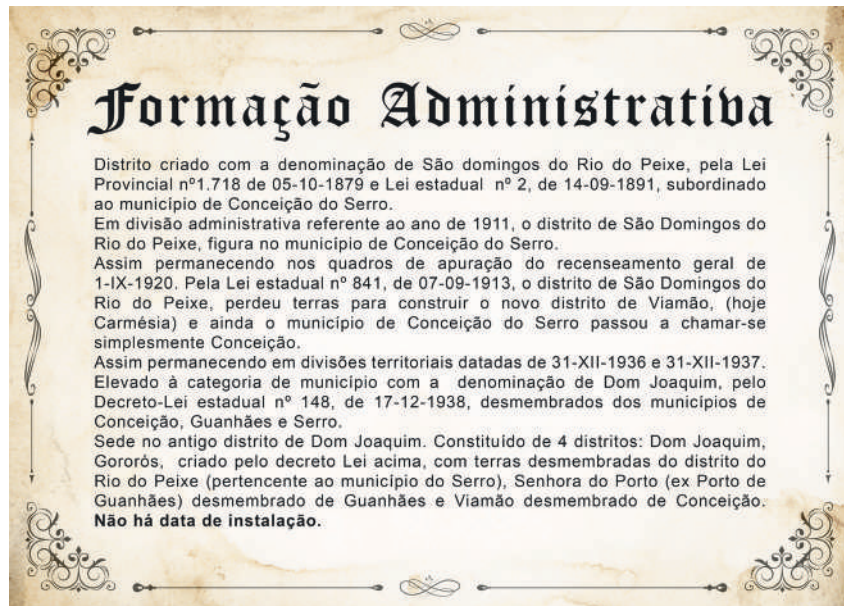 Formação Administrativa
Distrito criado com a denominação de São domingos do Rio do Peixe, pela Lei
Provincial nº1.718 de 05-10-1879 e Lei estadual nº 2, de 14-09-1891, subordinado
ao município de Conceição do Serro.
Em divisão administrativa referente ao ano de 1911, o distrito de São Domingos do
Rio do Peixe, figura no município de Conceição do Serro.
Assim permanecendo nos quadros de apuração do recenseamento geral de
1-IX-1920. Pela Lei estadual nº 841, de 07-09-1913, o distrito de São Domingos do
Rio do Peixe, perdeu terras para construir o novo distrito de Viamão, (hoje
Carmésia) e ainda o município de Conceição do Serro passou a chamar-se
simplesmente Conceição.
Assim permanecendo em divisões territoriais datadas de 31-XII-1936 e 31-XII-1937.
Elevado à categoria de município com a denominação de Dom Joaquim, pelo
Decreto-Lei estadual nº 148, de 17-12-1938, desmembrados dos municípios de
Conceição, Guanhães e Serro.
Sede no antigo distrito de Dom Joaquim. Constituído de 4 distritos: Dom Joaquim,
Gororós, criado pelo decreto Lei acima, com terras desmembradas do distrito do
Rio do Peixe (pertencente ao município do Serro), Senhora do Porto (ex Porto de
Guanhães) desmembrado de Guanhães e Viamão desmembrado de Conceição.
Não há data de instalação.